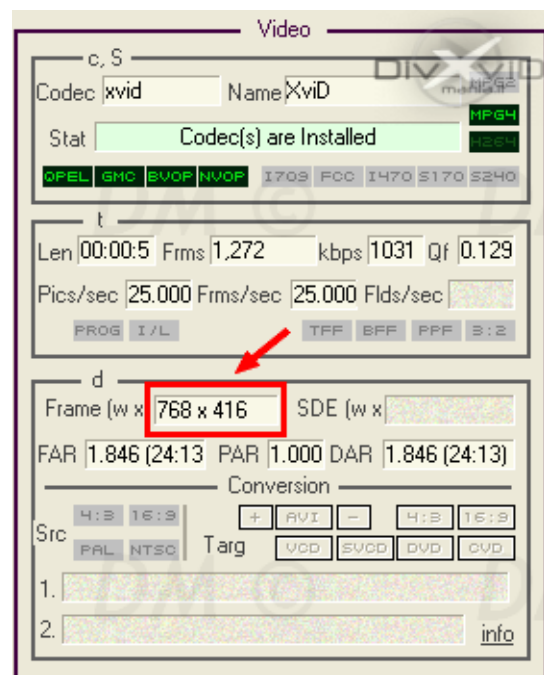 Video
c, S
Codec xvid Name XviD MPG2
MPG4
Stat Codec(s) are Installed H264
QPEL GMC BVOP NVOP I709 FCC I470 S170 S240
t
Len 00:00:5 Frms 1,272 kbps 1031 Qf 0.129
Pics/sec 25.000 Frms/sec 25.000 Flds/sec
PROG I/L TFF BFF PPF 3:2
d
Frame (w x 768 x 416 SDE (w x
FAR 1.846 (24:13 PAR 1.000 DAR 1.846 (24:13)
Conversion
Src 4:3 16:9 + AVI - 4:3 16:9
PAL NTSC Targ VCD SVCD DVD CVD
1.
2. info
DM ©